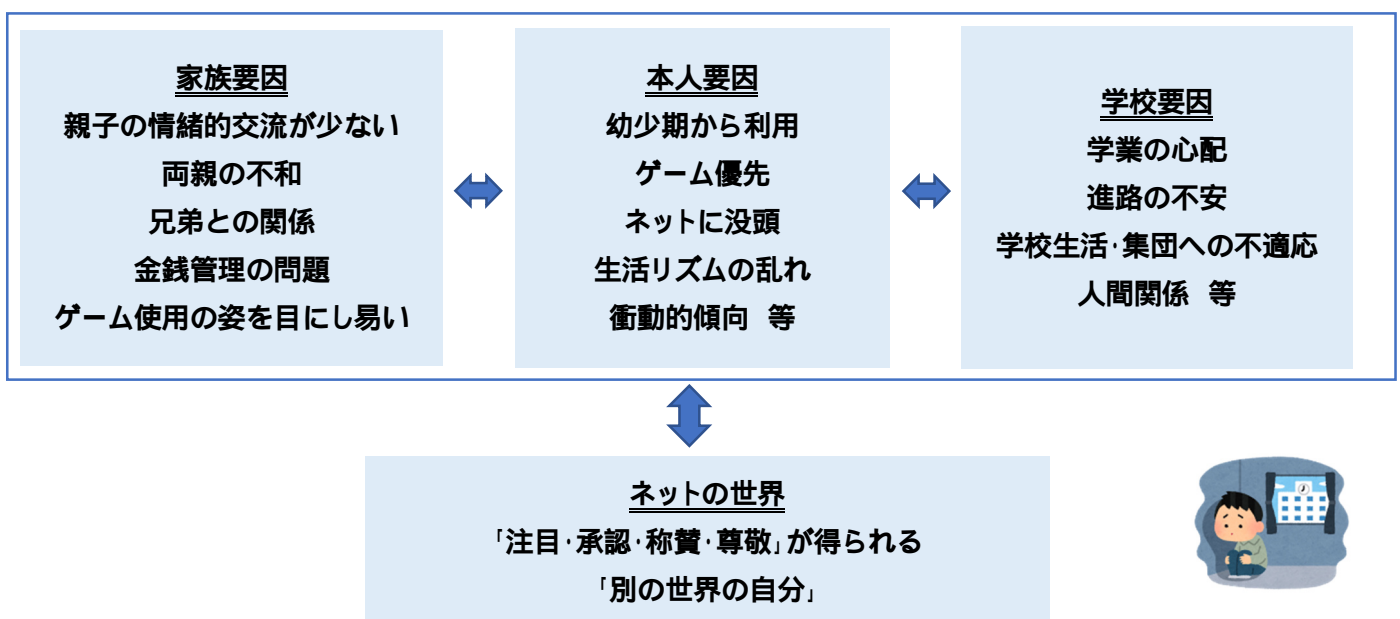 家族要因
親子の情緒的交流が少ない
両親の不和
兄弟との関係
金銭管理の問題
ゲーム使用の姿を目にし易い
本人要因
幼少期から利用
ゲーム優先
ネットに没頭
生活リズムの乱れ
衝動的傾向 等
学校要因
学業の心配
進路の不安
学校生活・集団への不適応
人間関係 等
ネットの世界
「注目・承認・称賛・尊敬」が得られる
「別の世界の自分」